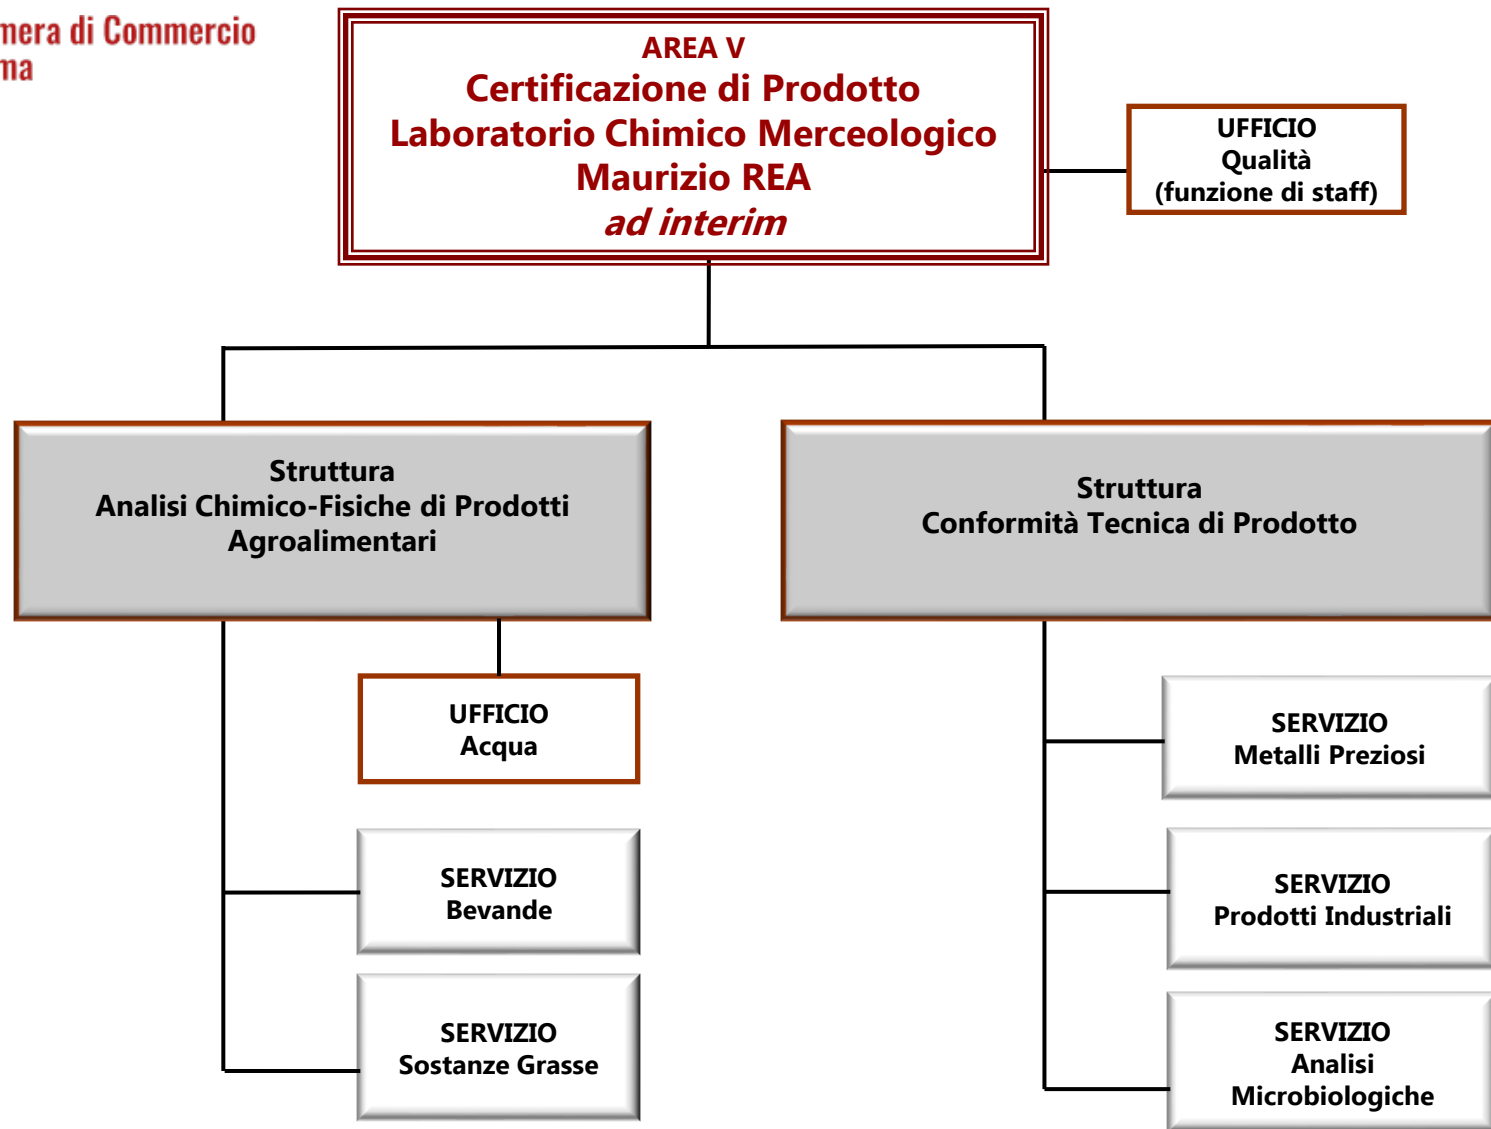 mera di Commercio
ma
AREA V
Certificazione di Prodotto
Laboratorio Chimico Merceologico
Maurizio REA
ad interim
UFFICIO
Qualità
(funzione di staff)
Struttura
Analisi Chimico-Fisiche di Prodotti
Agroalimentari
Struttura
Conformità Tecnica di Prodotto
UFFICIO
Acqua
SERVIZIO
Metalli Preziosi
SERVIZIO
Bevande
SERVIZIO
Prodotti Industriali
SERVIZIO
Sostanze Grasse
SERVIZIO
Analisi
Microbiologiche